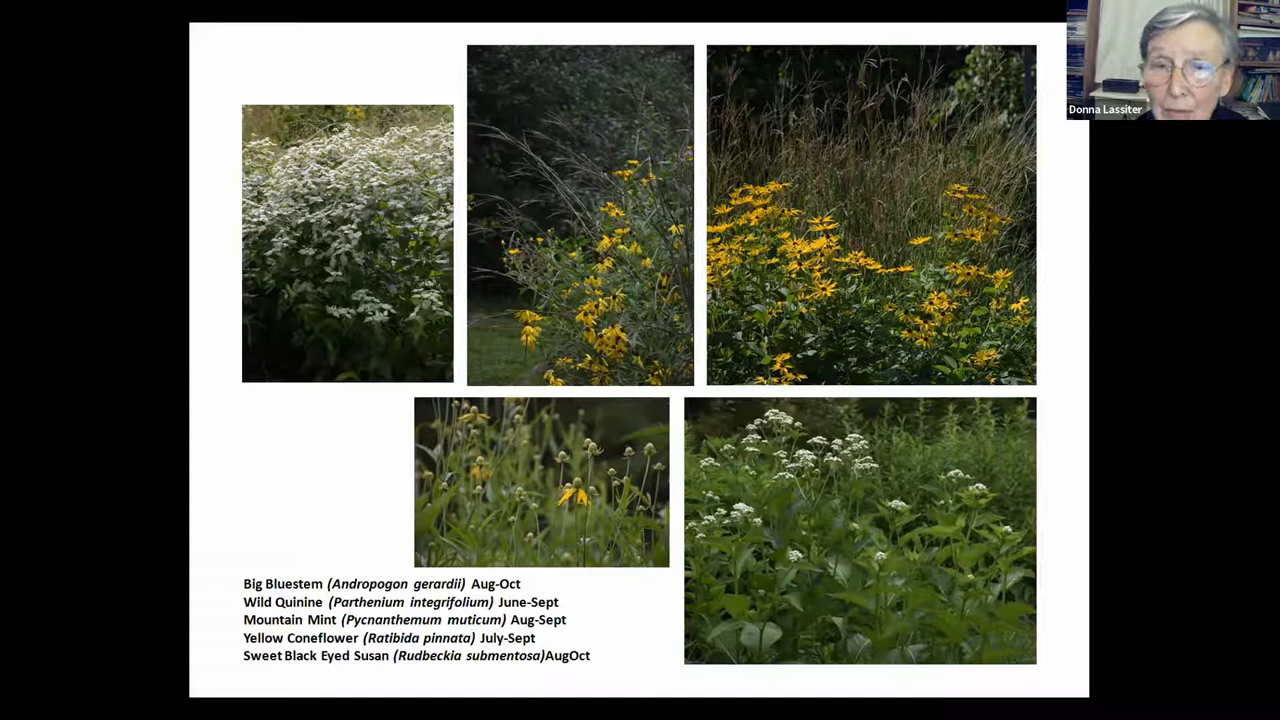 Donna Lassiter
Big Bluestem (Andropogon gerardii) Aug-Oct
Wild Quinine (Parthenium integrifolium) June-Sept
Mountain Mint (Pycnanthemum muticum) Aug-Sept
Yellow Coneflower (Ratibida pinnata) July-Sept
Sweet Black Eyed Susan (Rudbeckia submentosa)AugOct